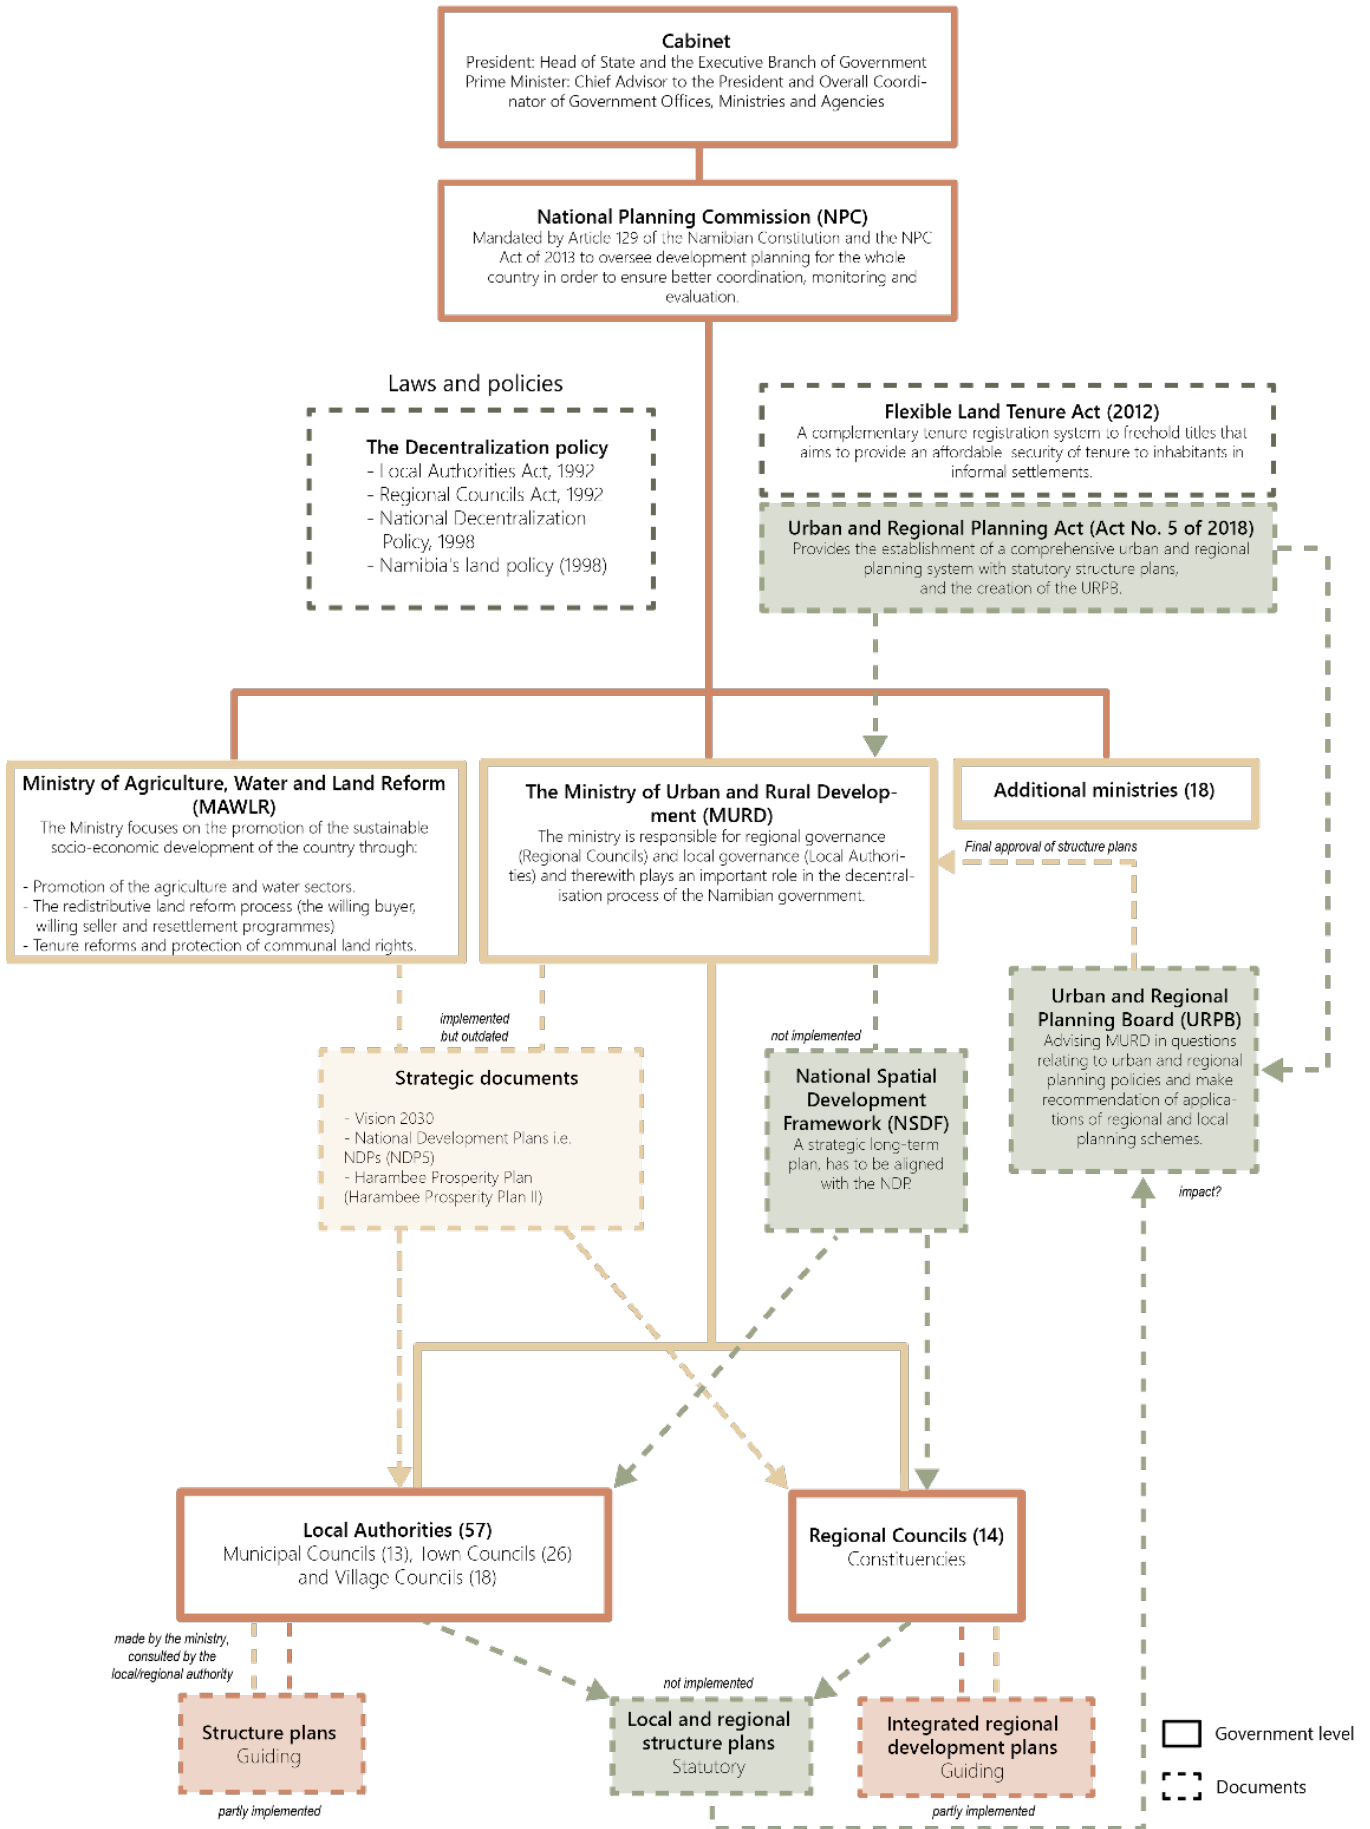 Cabinet
President: Head of State and the Executive Branch of Government
Prime Minister: Chief Advisor to the President and Overall Coordi-
nator of Government Offices, Ministries and Agencies
National Planning Commission (NPC)
Mandated by Article 129 of the Namibian Constitution and the NPC
Act of 2013 to oversee development planning for the whole
country in order to ensure better coordination, monitoring and
evaluation.
Laws and policies
The Decentralization policy
- Local Authorities Act, 1992
- Regional Councils Act, 1992
- National Decentralization
Policy, 1998
- Namibia's land policy (1998)
Flexible Land Tenure Act (2012)
A complementary tenure registration system to freehold titles that
aims to provide an affordable security of tenure to inhabitants in
informal settlements.
Urban and Regional Planning Act (Act No. 5 of 2018)
Provides the establishment of a comprehensive urban and regional
planning system with statutory structure plans,
and the creation of the URPB.
Ministry of Agriculture, Water and Land Reform
(MAWLR)
The Ministry focuses on the promotion of the sustainable
socio-economic development of the country through:
- Promotion of the agriculture and water sectors.
- The redistributive land reform process (the willing buyer,
willing seller and resettlement programmes)
- Tenure reforms and protection of communal land rights.
The Ministry of Urban and Rural Develop-
ment (MURD)
The ministry is responsible for regional governance
(Regional Councils) and local governance (Local Authori-
ties) and therewith plays an important role in the decentral-
isation process of the Namibian government.
Additional ministries (18)
Final approval of structure plans
implemented
but outdated
not implemented
Strategic documents
- Vision 2030
- National Development Plans i.e.
NDPs (NDP5)
- Harambee Prosperity Plan
(Harambee Prosperity Plan II)
National Spatial
Development
Framework (NSDF)
A strategic long-term
plan, has to be aligned
with the NDP.
Urban and Regional
Planning Board (URPB)
Advising MURD in questions
relating to urban and regional
planning policies and make
recommendation of applica-
tions of regional and local
planning schemes.
impact?
Local Authorities (57)
Municipal Councils (13), Town Councils (26)
and Village Councils (18)
Regional Councils (14)
Constituencies
made by the ministry,
consulted by the
local/regional authority
not implemented
Structure plans
Guiding
partly implemented
Local and regional
structure plans
Statutory
Integrated regional
development plans
Guiding
partly implemented
Government level
Documents